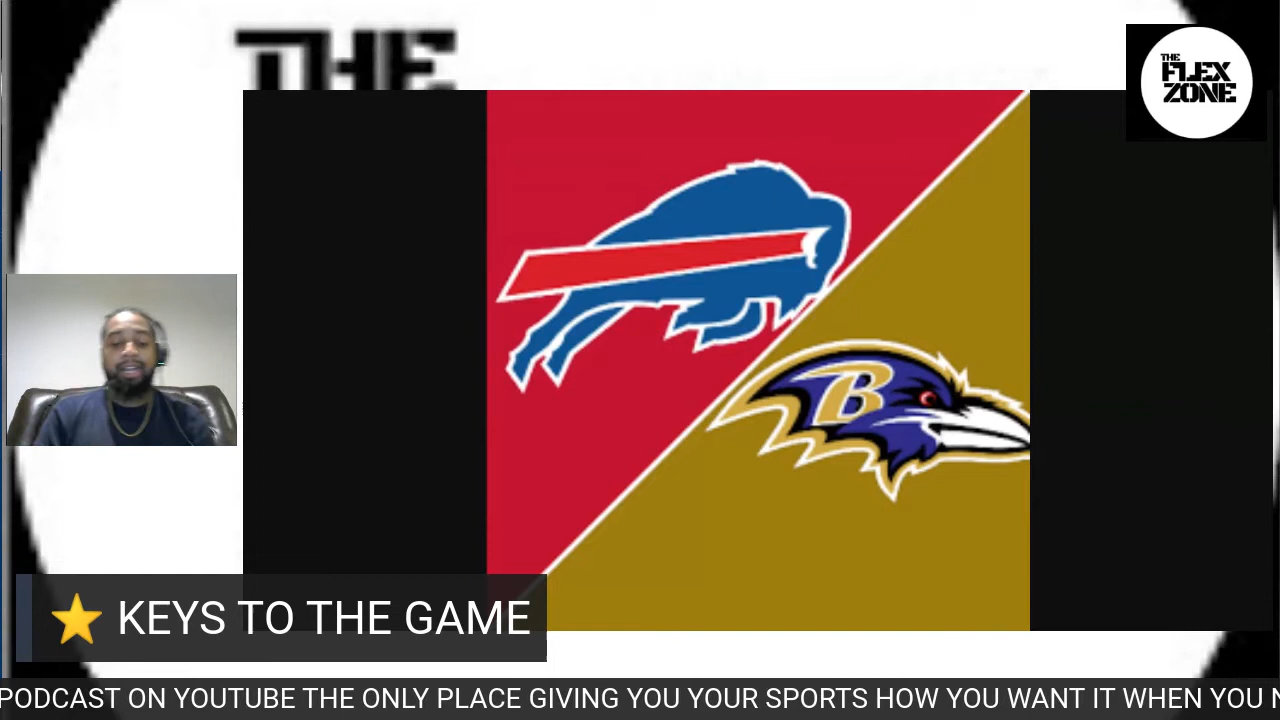 THE
THE
FLEX
ZONE
B
KEYS TO THE GAME
PODCAST ON YOUTUBE THE ONLY PLACE GIVING YOU YOUR SPORTS HOW YOU WANT IT WHEN YOU